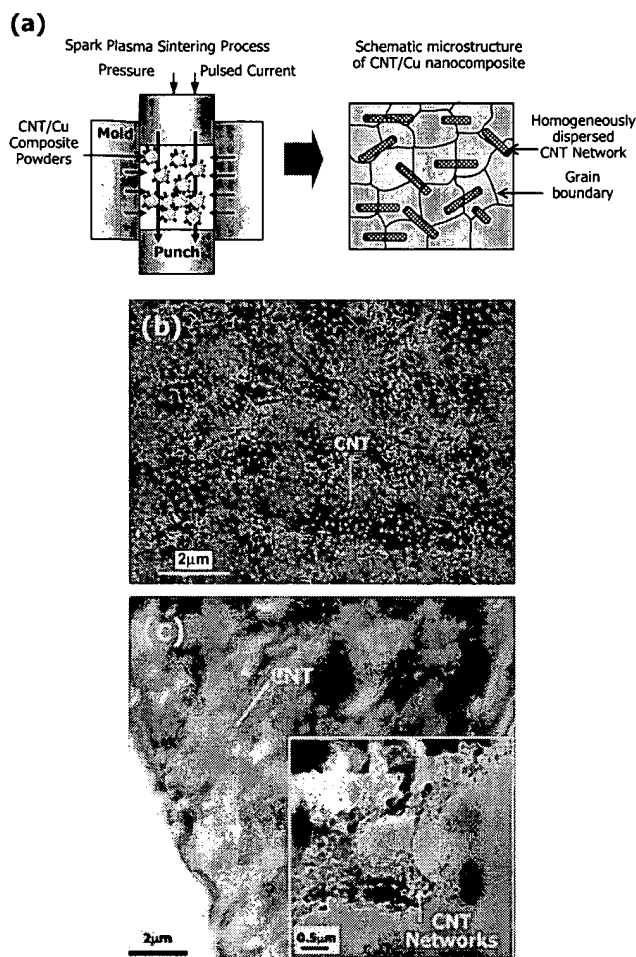 (a)
Spark Plasma Sintering Process
Pressure
Pulsed Current
CNT/Cu
Composite
Powders
Mold
Punch
Schematic microstructure
of CNT/Cu nanocomposite
Homogeneously
dispersed
CNT Network
Grain
boundary
(b)
CNT
2μm
(c)
CNT
2μm
0.5μm
CNT
Networks